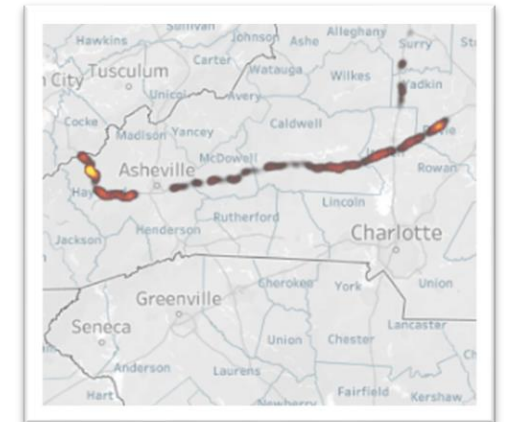 Sullivan
Alleghany
Hawkins
Johnson
Ashe
Surry
St
Carter
n City
Tusculum
Watauga
Wilkes
Yadkin
Unicoi
Avery
Cocke
Madison
Yancey
Caldwell
McDowell
Asheville
Rowan
Lincoln
Rutherford
Jackson
Henderson
Charlotte
Cherokee
York
Union
Greenville
Seneca
Lancaster
Union
Chester
Ch
Anderson
Laurens
Hart
Fairfield
Kershaw
Newberry